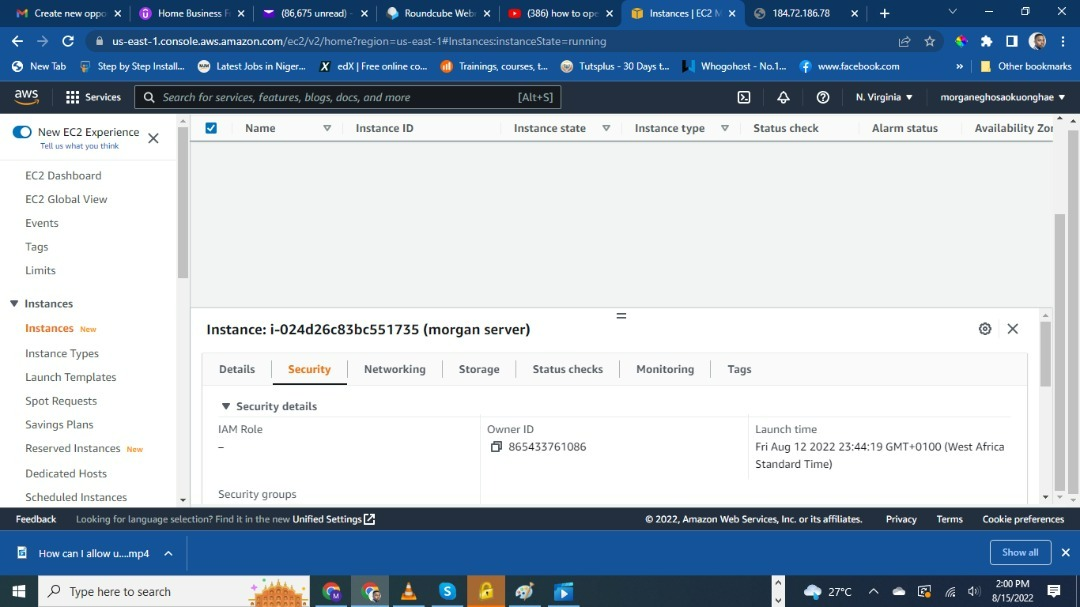 Create new oppo
Home Business F
(86,675 unread)
Roundcube Web
(386) how to ope
Instances | EC2 M
184.72.186.78
us-east-1.console.aws.amazon.com/ec2/v2/home?region=us-east-1#Instances:instanceState=running
New Tab
Step by Step Install...
Latest Jobs in Niger...
edX | Free online co...
Trainings, courses, t...
Tutsplus - 30 Days t...
Whogohost - No.1...
www.facebook.com
»
Other bookmarks
aws
Services
Search for services, features, blogs, docs, and more
[Alt+S]
N. Virginia
morganeghosaokuonghae
New EC2 Experience
Tell us what you think
Name
Instance ID
Instance state
Instance type
Status check
Alarm status
Availability Zon
EC2 Dashboard
EC2 Global View
Events
Tags
Limits
Instances
Instances New
Instance Types
Launch Templates
Spot Requests
Savings Plans
Reserved Instances New
Dedicated Hosts
Scheduled Instances
Instance: i-024d26c83bc551735 (morgan server)
Details
Security
Networking
Storage
Status checks
Monitoring
Tags
Security details
IAM Role
–
Owner ID
865433761086
Launch time
Fri Aug 12 2022 23:44:19 GMT+0100 (West Africa
Standard Time)
Security groups
Feedback
Looking for language selection? Find it in the new Unified Settings
© 2022, Amazon Web Services, Inc. or its affiliates.
Privacy
Terms
Cookie preferences
How can I allow u....mp4
Show all
Type here to search
27°C
2:00 PM
8/15/2022